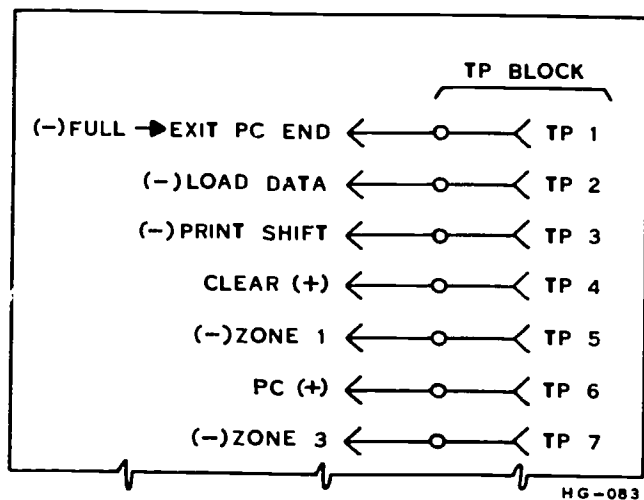 TP BLOCK
(-)FULL → EXIT PC END TP 1
(-)LOAD DATA TP 2
(-)PRINT SHIFT TP 3
CLEAR (+) TP 4
(-)ZONE 1 TP 5
PC (+) TP 6
(-)ZONE 3 TP 7
HG-083